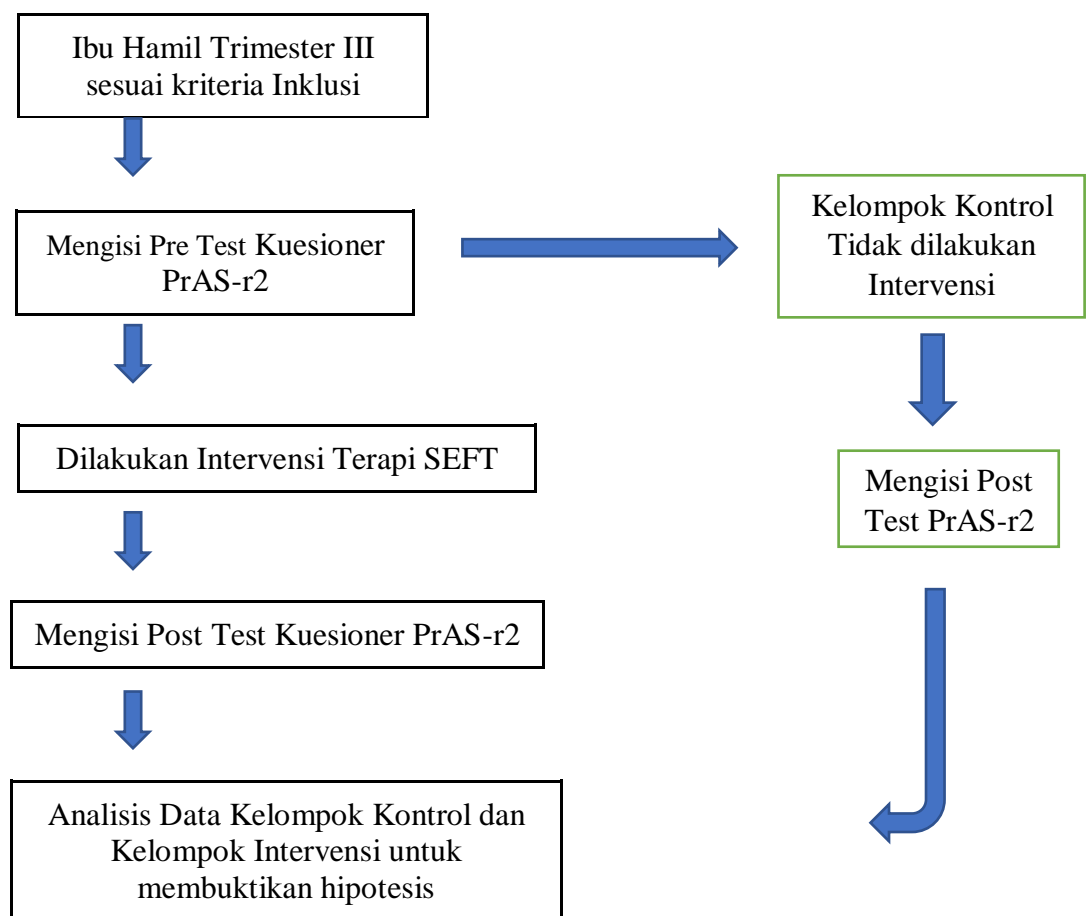 Ibu Hamil Trimester III
sesuai kriteria Inklusi
Mengisi Pre Test Kuesioner
PrAS-r2
Kelompok Kontrol
Tidak dilakukan
Intervensi
Dilakukan Intervensi Terapi SEFT
Mengisi Post
Test PrAS-r2
Mengisi Post Test Kuesioner PrAS-r2
Analisis Data Kelompok Kontrol dan
Kelompok Intervensi untuk
membuktikan hipotesis